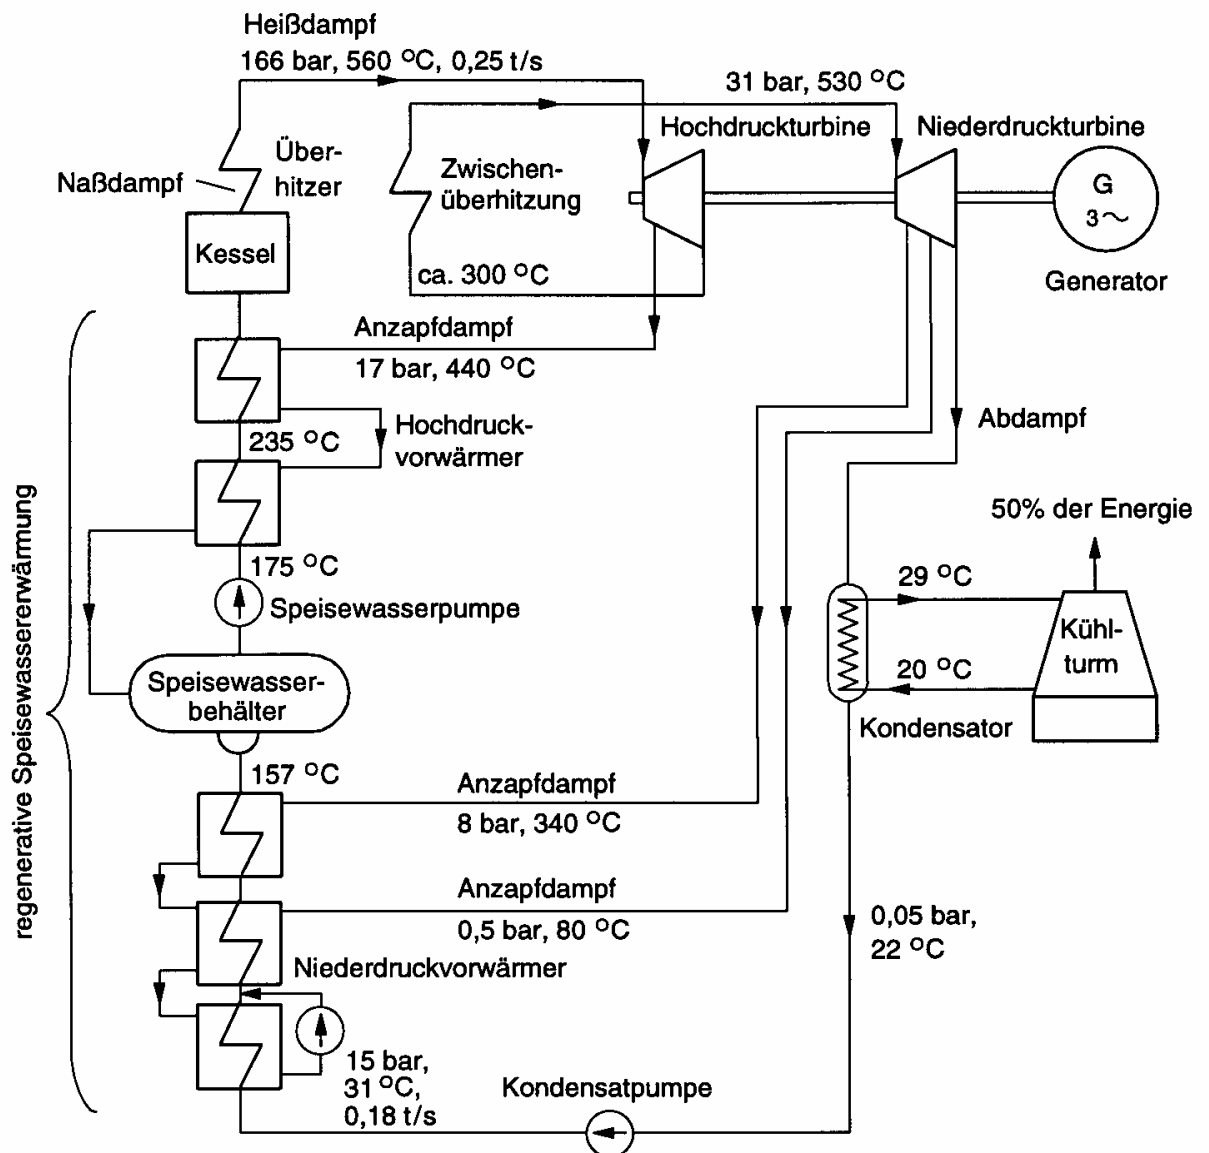 Heißdampf
166 bar, 560 °C, 0,25 t/s
31 bar, 530 °C
Hochdruckturbine
Niederdruckturbine
Über-
hitzer
Naßdampf
Zwischen-
überhitzung
G
3~
Kessel
ca. 300 °C
Generator
Anzapfdampf
17 bar, 440 °C
Hochdruck-
vorwärmer
235 °C
Abdampf
50% der Energie
175 °C
Speisewasserpumpe
29 °C
Kühl-
turm
20 °C
Speisewasser-
behälter
Kondensator
regenerative Speisewassererwärmung
157 °C
Anzapfdampf
8 bar, 340 °C
Anzapfdampf
0,5 bar, 80 °C
0,05 bar,
22 °C
Niederdruckvorwärmer
15 bar,
31 °C,
0,18 t/s
Kondensatpumpe